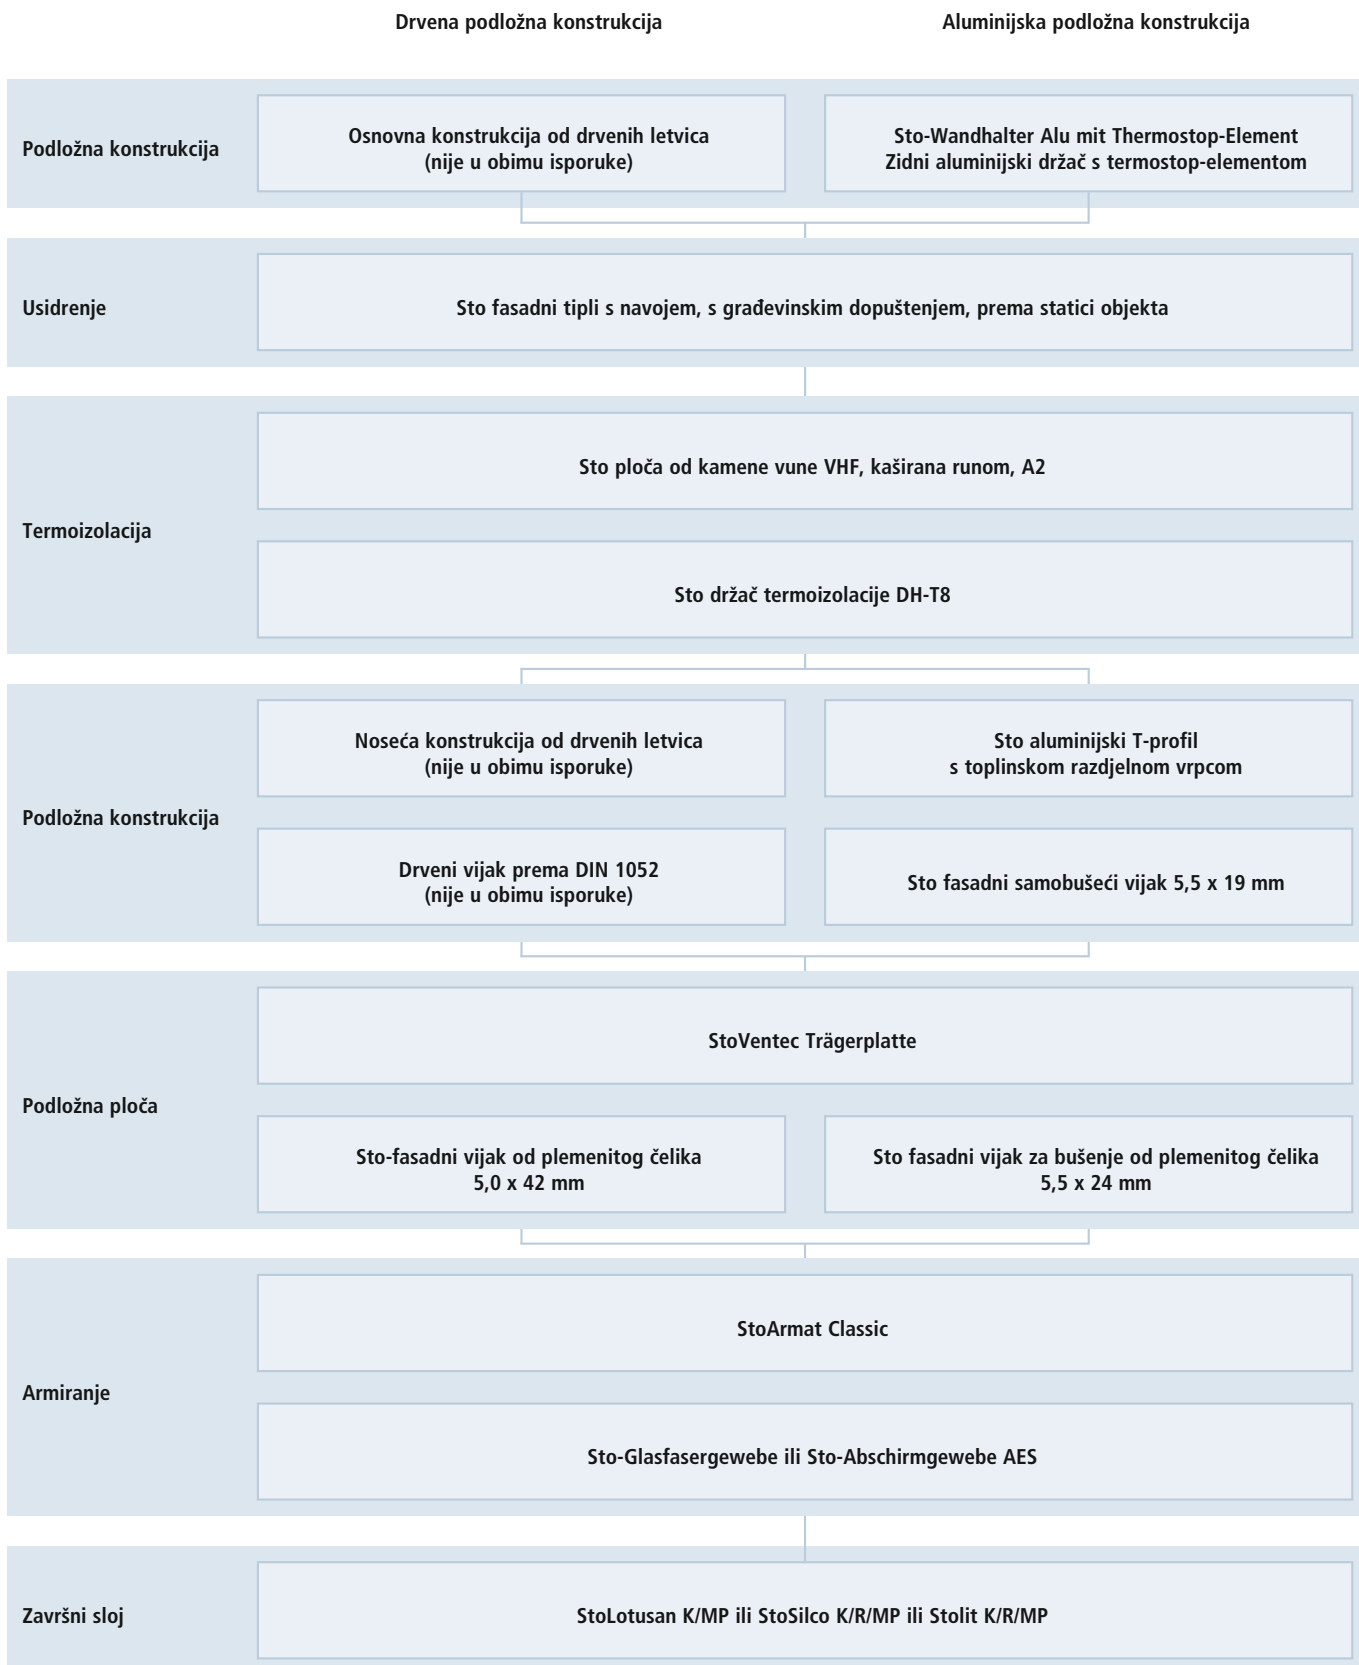 Drvena podložna konstrukcija
Aluminijska podložna konstrukcija
Podložna konstrukcija
Osnovna konstrukcija od drvenih letvica
(nije u obimu isporuke)
Sto-Wandhalter Alu mit Thermostop-Element
Zidni aluminijski držač s termostop-elementom
Usidrenje
Sto fasadni tipli s navojem, s građevinskim dopuštenjem, prema statici objekta
Termoizolacija
Sto ploča od kamene vune VHF, kaširana runom, A2
Sto držač termoizolacije DH-T8
Podložna konstrukcija
Noseća konstrukcija od drvenih letvica
(nije u obimu isporuke)
Sto aluminijski T-profil
s toplinskom razdjelnom vrpcom
Drveni vijak prema DIN 1052
(nije u obimu isporuke)
Sto fasadni samobušeći vijak 5,5 x 19 mm
Podložna ploča
StoVentec Trägerplatte
Sto-fasadni vijak od plemenitog čelika
5,0 x 42 mm
Sto fasadni vijak za bušenje od plemenitog čelika
5,5 x 24 mm
Armiranje
StoArmat Classic
Sto-Glasfasergewebe ili Sto-Abschirmgewebe AES
Završni sloj
StoLotusan K/MP ili StoSilco K/R/MP ili Stolit K/R/MP